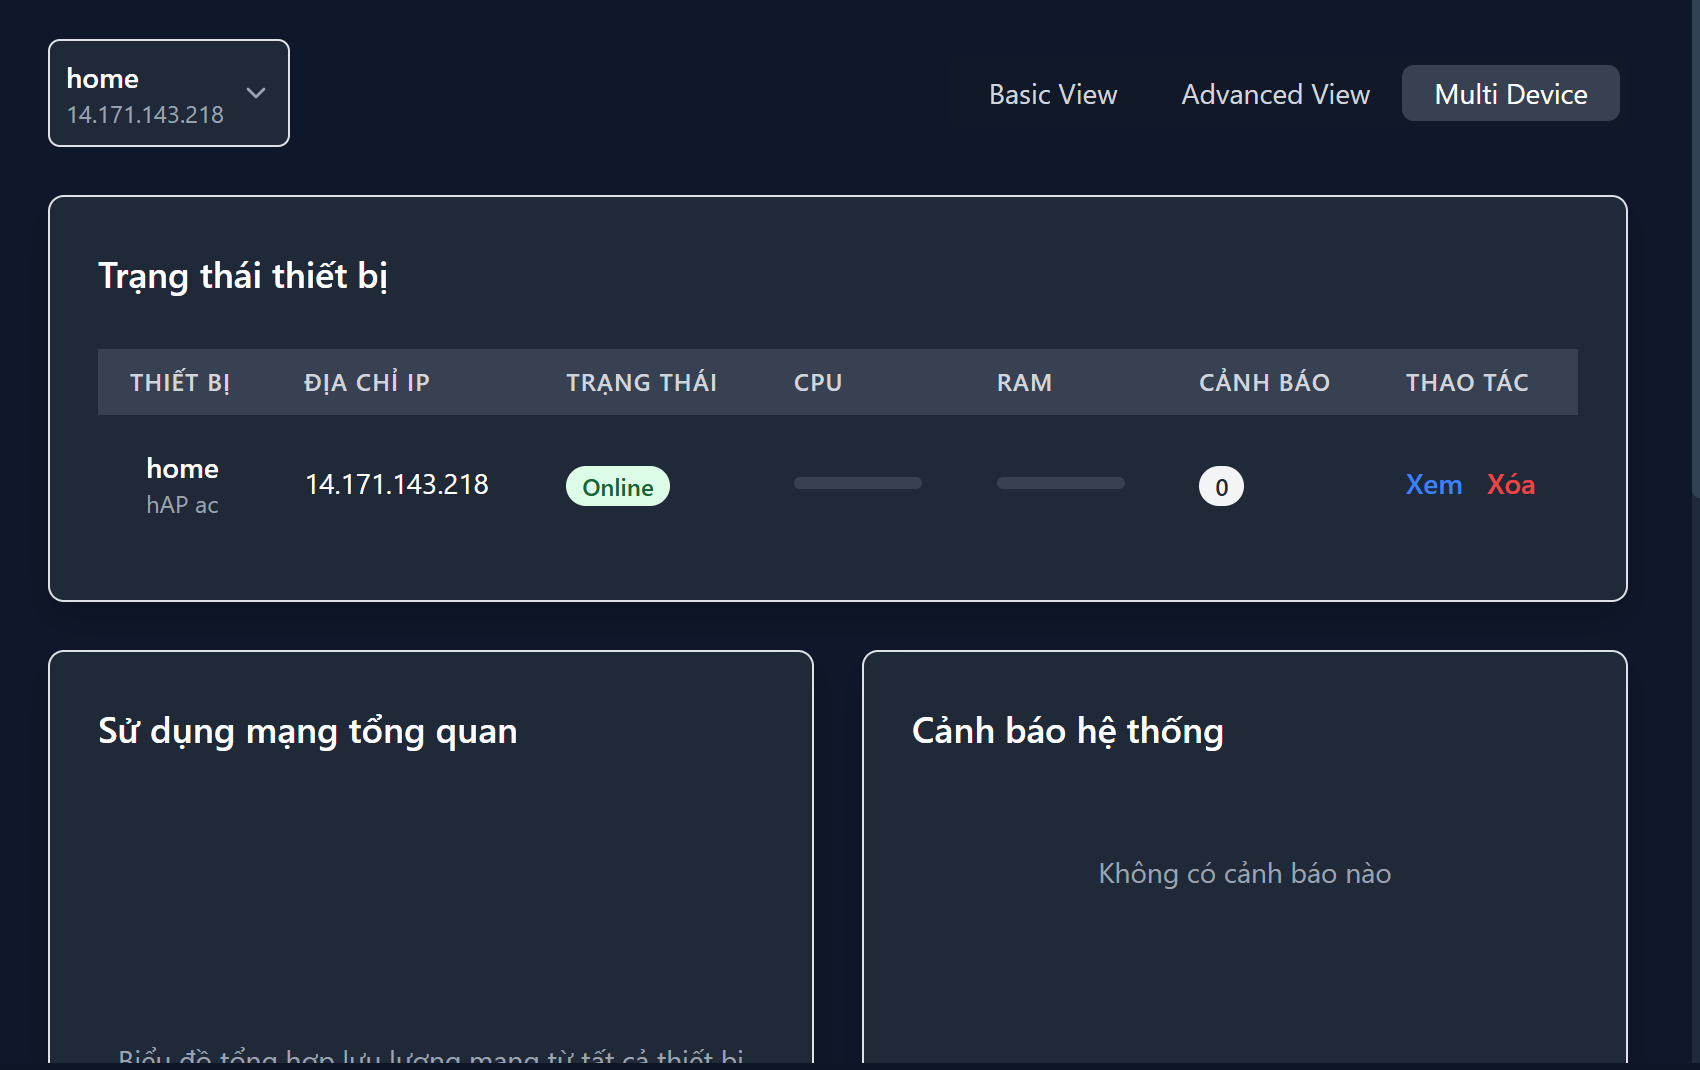 home
14.171.143.218
Basic View
Advanced View
Multi Device
Trạng thái thiết bị
THIẾT BỊ ĐỊA CHỈ IP TRẠNG THÁI CPU RAM CẢNH BÁO THAO TÁC
home
hAP ac
14.171.143.218 Online 0 Xem Xóa
Sử dụng mạng tổng quan
Biểu đồ tổng hợp lưu lượng mạng từ tất cả thiết bị
Cảnh báo hệ thống
Không có cảnh báo nào